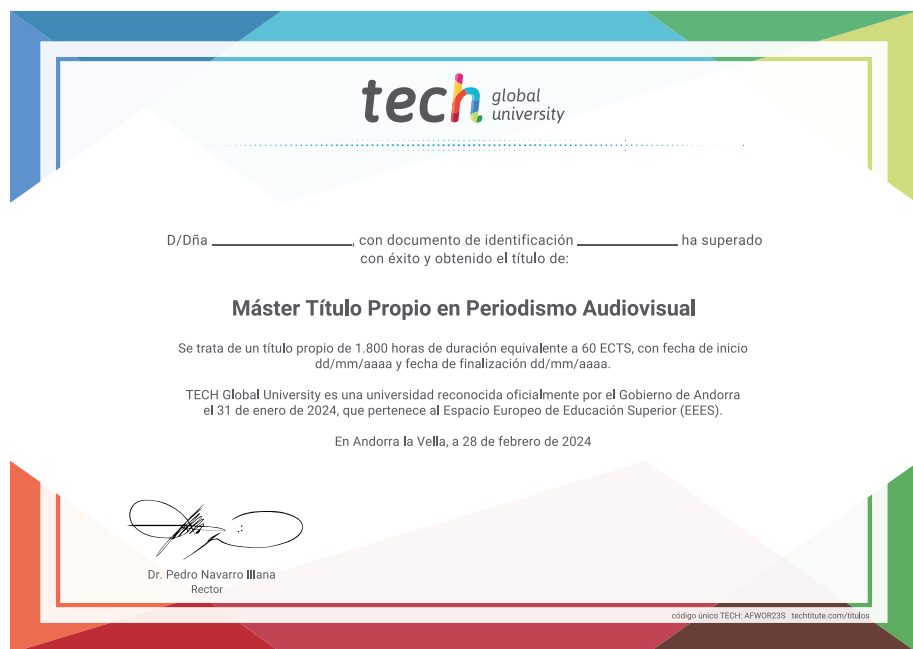 tech global university
D/Dña ______________, con documento de identificación __________ ha superado
con éxito y obtenido el título de:
Máster Título Propio en Periodismo Audiovisual
Se trata de un título propio de 1.800 horas de duración equivalente a 60 ECTS, con fecha de inicio
dd/mm/aaaa y fecha de finalización dd/mm/aaaa.
TECH Global University es una universidad reconocida oficialmente por el Gobierno de Andorra
el 31 de enero de 2024, que pertenece al Espacio Europeo de Educación Superior (EEES).
En Andorra la Vella, a 28 de febrero de 2024
Dr. Pedro Navarro Illana
Rector
código único TECH: AFWOR23S techtitute.com/titulos